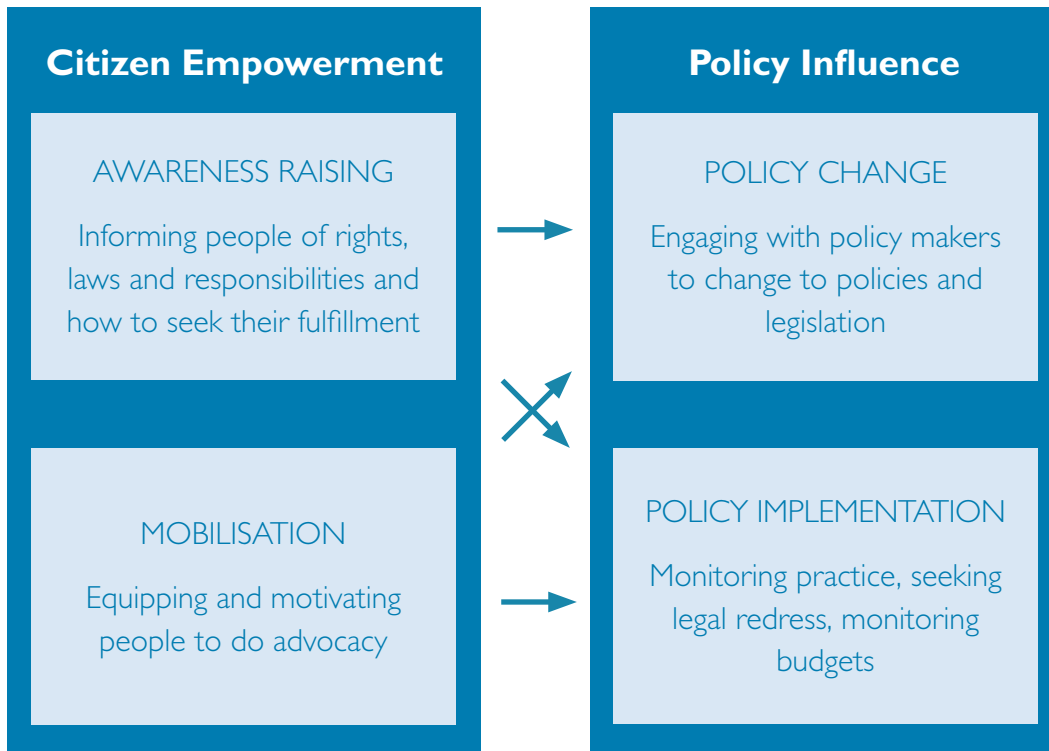 Citizen Empowerment
AWARENESS RAISING
Informing people of rights,
laws and responsibilities and
how to seek their fulfillment
MOBILISATION
Equipping and motivating
people to do advocacy
Policy Influence
POLICY CHANGE
Engaging with policy makers
to change to policies and
legislation
POLICY IMPLEMENTATION
Monitoring practice, seeking
legal redress, monitoring
budgets